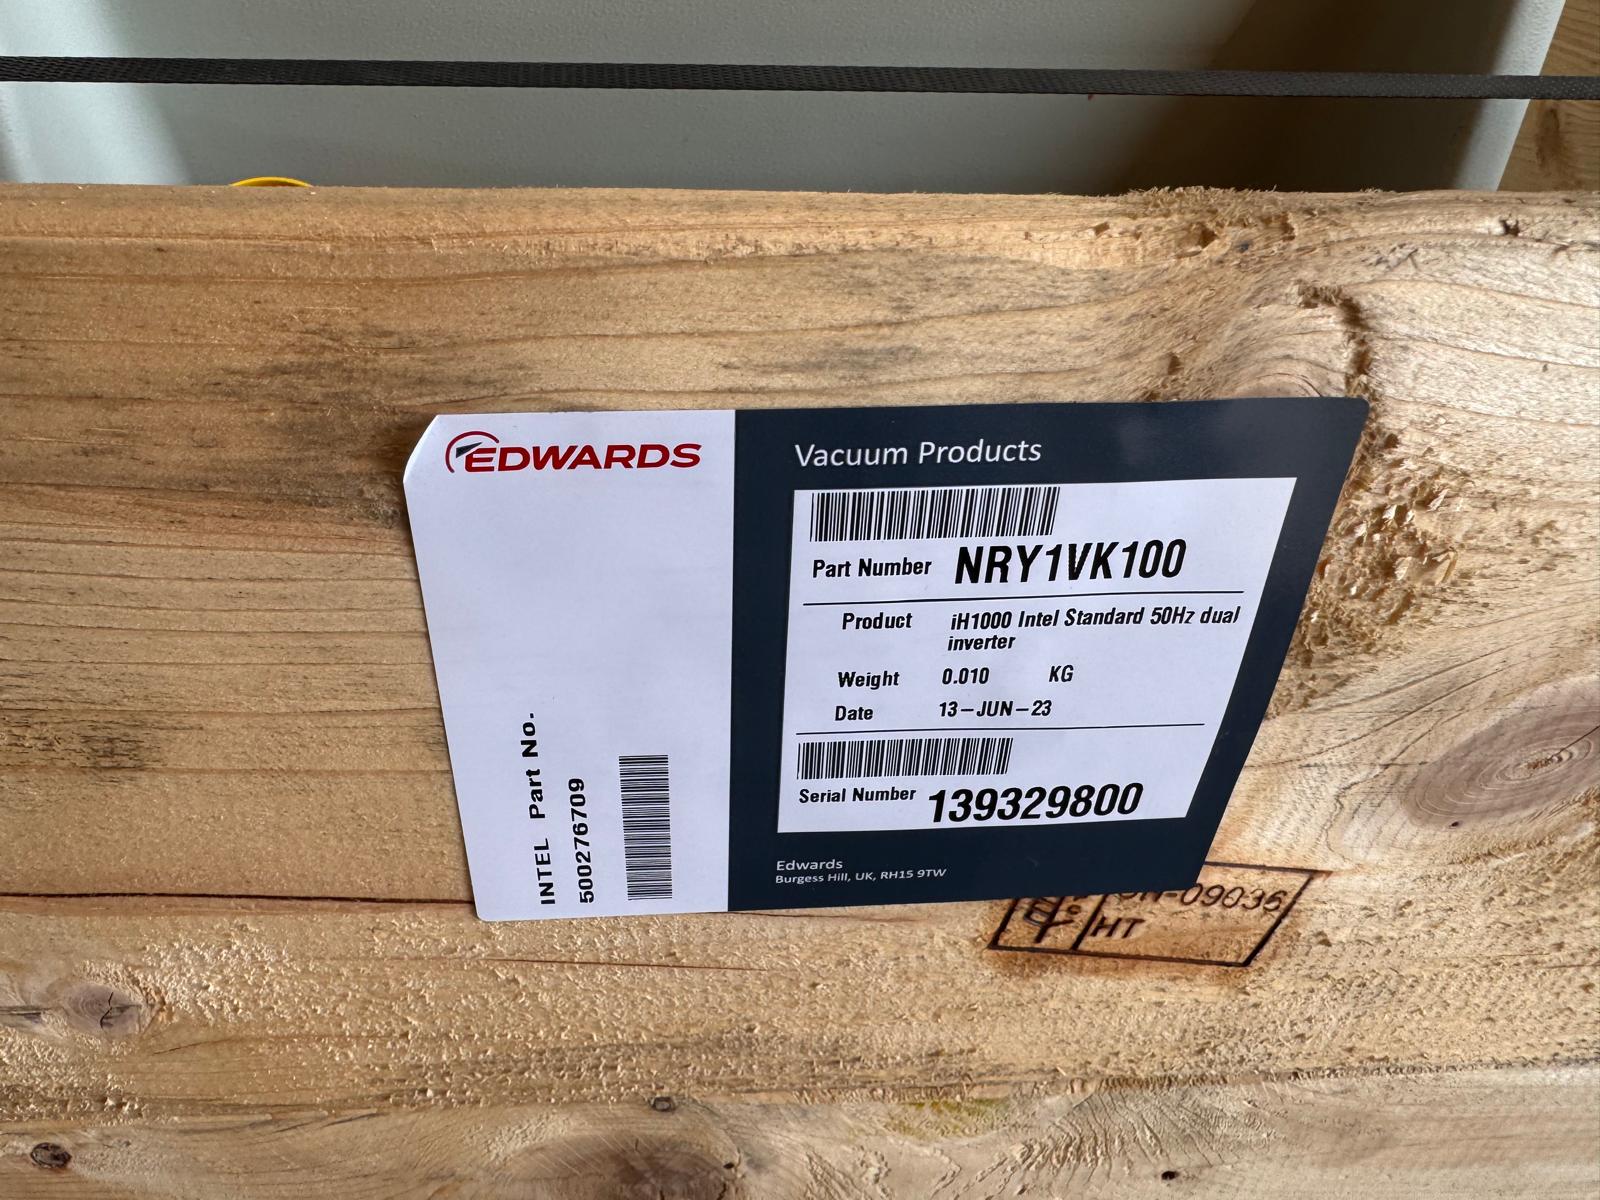 EDWARDS
INTEL Part No.
500276709
Vacuum Products
Part Number NRY1VK100
Product iH1000 Intel Standard 50Hz dual
inverter
Weight 0.010 KG
Date 13-JUN-23
Serial Number 139329800
Edwards
Burgess Hill, UK, RH15 9TW
-09036
HT